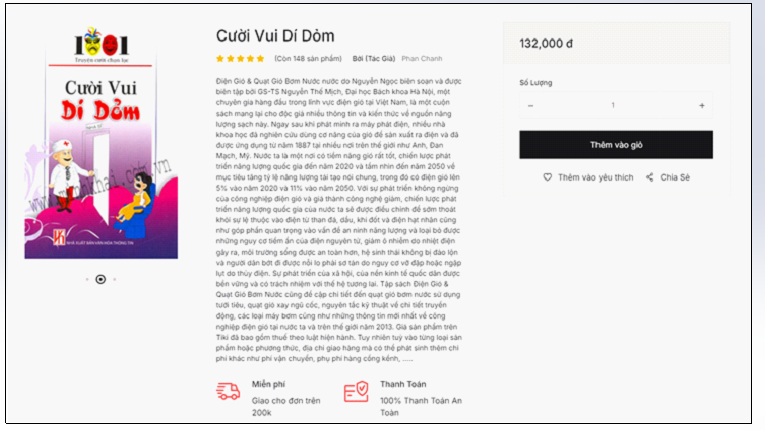 1001
Truyện cười chọn lọc
Cười Vui
Dí Dỏm
www.minhkhai.com.vn
NHÀ XUẤT BẢN VĂN HÓA THÔNG TIN
Cười Vui Dí Dỏm
(Còn 148 sản phẩm) Bởi (Tác Giả) Phan Chanh
Điện Gió & Quạt Gió Bơm Nước nước do Nguyễn Ngọc biên soạn và được
biên tập bởi GS-TS Nguyễn Thế Mịch, Đại học Bách khoa Hà Nội, một
chuyên gia hàng đầu trong lĩnh vực điện gió tại Việt Nam, là một cuốn
sách mang lại cho độc giả nhiều thông tin và kiến thức về nguồn năng
lượng sạch này. Ngay sau khi phát minh ra máy phát điện, nhiều nhà
khoa học đã nghiên cứu dùng cơ năng của gió để sản xuất ra điện và đã
được ứng dụng từ năm 1887 tại nhiều nơi trên thế giới như Anh, Đan
Mạch, Mỹ. Nước ta là một nơi có tiềm năng gió rất tốt, chiến lược phát
triển năng lượng quốc gia đến năm 2020 và tầm nhìn đến năm 2050 về
mục tiêu tăng tỷ lệ năng lượng tái tạo nói chung, trong đó có điện gió lên
5% vào năm 2020 và 11% vào năm 2050. Với sự phát triển không ngừng
của công nghiệp điện gió và giá thành công nghệ giảm, chiến lược phát
triển năng lượng quốc gia của nước ta sẽ được điều chỉnh để sớm thoát
khỏi sự lệ thuộc vào điện từ than đá, dầu, khí đốt và điện hạt nhân cũng
như góp phần quan trọng vào vấn đề an ninh năng lượng và loại bỏ được
những nguy cơ tiềm ẩn của điện nguyên tử, giảm ô nhiễm do nhiệt điện
gây ra, môi trường sống được an toàn hơn, hệ sinh thái không bị đảo lộn
và người dân bớt đi được nỗi lo phải sơ tán do nguy cơ vỡ đập hoặc ngập
lụt do thủy điện. Sự phát triển của xã hội, của nền kinh tế quốc dân được
bền vững và có trách nhiệm với thế hệ tương lai. Tập sách Điện Gió &
Quạt Gió Bơm Nước cũng đề cập chi tiết đến quạt gió bơm nước sử dụng
tưới tiêu, quạt gió xay ngũ cốc, nguyên tắc kỹ thuật về chi tiết truyền
động, các loại máy bơm cùng như những thông tin mới nhất về công
nghiệp điện gió tại nước ta và trên thế giới năm 2013. Giá sản phẩm trên
Tiki đã bao gồm thuế theo luật hiện hành. Tuy nhiên tuỳ vào từng loại sản
phẩm hoặc phương thức, địa chỉ giao hàng mà có thể phát sinh thêm chi
phí khác như phí vận chuyển, phụ phí hàng cồng kềnh, ......
Miễn phí
Giao cho đơn trên
200k
Thanh Toán
100% Thanh Toán An
Toàn
132,000 đ
Số Lượng
− 1 +
Thêm vào giỏ
Thêm vào yêu thích Chia Sẻ